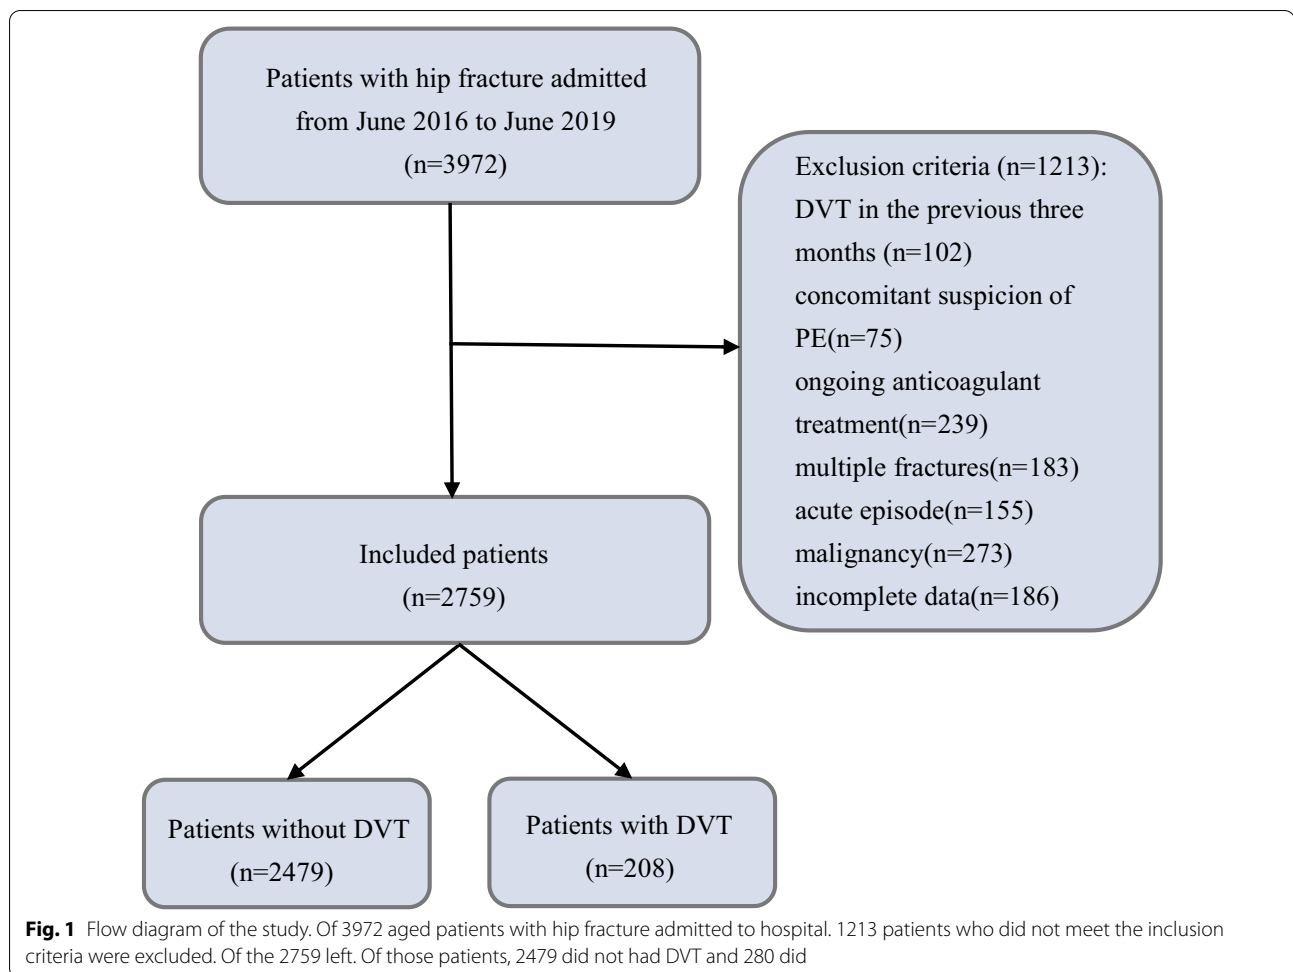 Patients with hip fracture admitted
from June 2016 to June 2019
(n=3972)
Exclusion criteria (n=1213):
DVT in the previous three
months (n=102)
concomitant suspicion of
PE(n=75)
ongoing anticoagulant
treatment(n=239)
multiple fractures(n=183)
acute episode(n=155)
malignancy(n=273)
incomplete data(n=186)
Included patients
(n=2759)
Patients without DVT
(n=2479)
Patients with DVT
(n=208)
Fig. 1 Flow diagram of the study. Of 3972 aged patients with hip fracture admitted to hospital. 1213 patients who did not meet the inclusion
criteria were excluded. Of the 2759 left. Of those patients, 2479 did not had DVT and 280 did